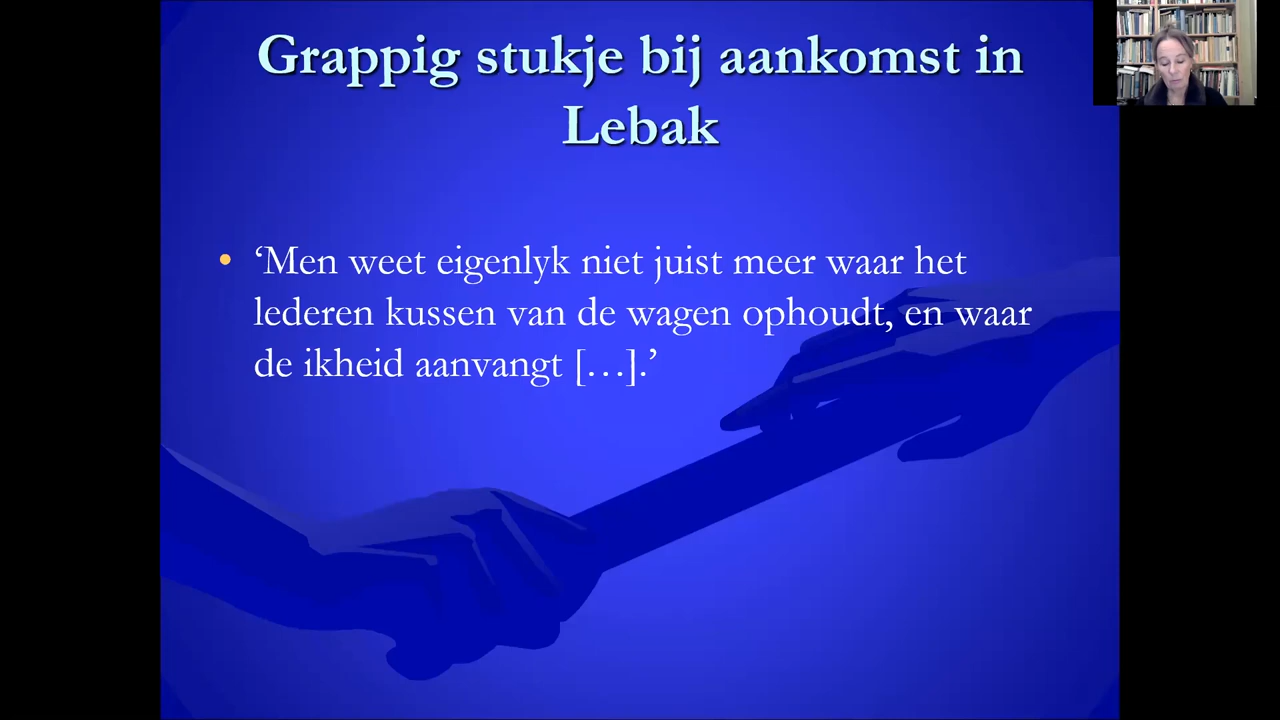 Grappig stukje bij aankomst in
Lebak
• ‘Men weet eigenlyk niet juist meer waar het
lederen kussen van de wagen ophoudt, en waar
de ikheid aanvangt […].’